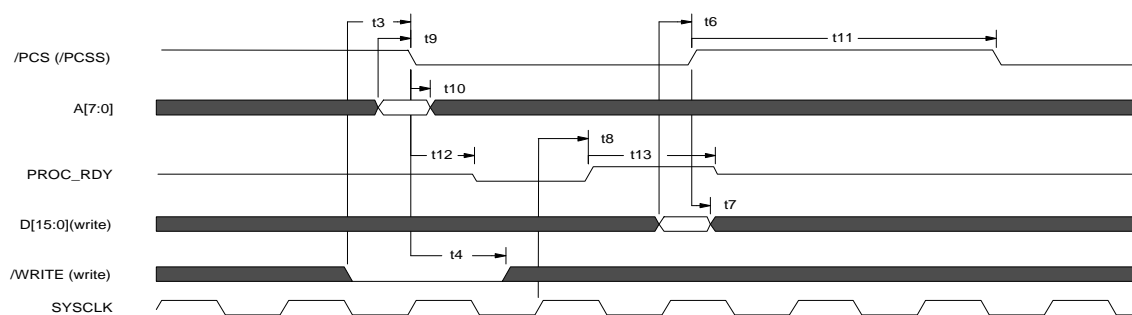 t3
t6
t9
t11
/PCS (/PCSS)
t10
A[7:0]
t8
t12
t13
PROC_RDY
t7
D[15:0](write)
t4
/WRITE (write)
SYSCLK